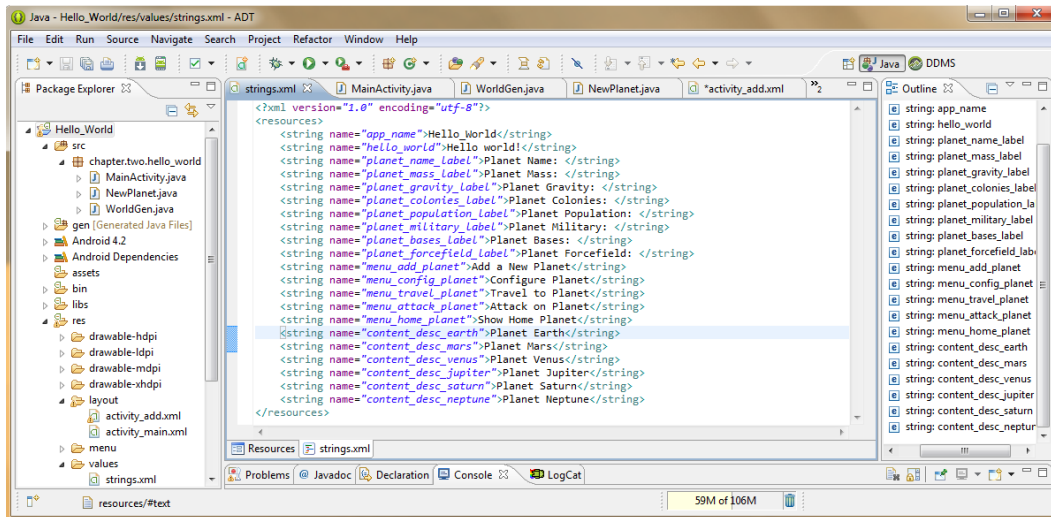 Java - Hello_World/res/values/strings.xml - ADT
File Edit Run Source Navigate Search Project Refactor Window Help
Java DDMS
Package Explorer
strings.xml MainActivity.java WorldGen.java NewPlanet.java *activity_add.xml »2
Outline
Hello_World
src
chapter.two.hello_world
MainActivity.java
NewPlanet.java
WorldGen.java
gen [Generated Java Files]
Android 4.2
Android Dependencies
assets
bin
libs
res
drawable-hdpi
drawable-ldpi
drawable-mdpi
drawable-xhdpi
layout
activity_add.xml
activity_main.xml
menu
values
strings.xml
<?xml version="1.0" encoding="utf-8"?>
<resources>
<string name="app_name">Hello_World</string>
<string name="hello_world">Hello world!</string>
<string name="planet_name_label">Planet Name: </string>
<string name="planet_mass_label">Planet Mass: </string>
<string name="planet_gravity_label">Planet Gravity: </string>
<string name="planet_colonies_label">Planet Colonies: </string>
<string name="planet_population_label">Planet Population: </string>
<string name="planet_military_label">Planet Military: </string>
<string name="planet_bases_label">Planet Bases: </string>
<string name="planet_forcefield_label">Planet Forcefield: </string>
<string name="menu_add_planet">Add a New Planet</string>
<string name="menu_config_planet">Configure Planet</string>
<string name="menu_travel_planet">Travel to Planet</string>
<string name="menu_attack_planet">Attack on Planet</string>
<string name="menu_home_planet">Show Home Planet</string>
<string name="content_desc_earth">Planet Earth</string>
<string name="content_desc_mars">Planet Mars</string>
<string name="content_desc_venus">Planet Venus</string>
<string name="content_desc_jupiter">Planet Jupiter</string>
<string name="content_desc_saturn">Planet Saturn</string>
<string name="content_desc_neptune">Planet Neptune</string>
</resources>
Resources strings.xml
string: app_name
string: hello_world
string: planet_name_label
string: planet_mass_label
string: planet_gravity_label
string: planet_colonies_label
string: planet_population_la
string: planet_military_label
string: planet_bases_label
string: planet_forcefield_lab
string: menu_add_planet
string: menu_config_planet
string: menu_travel_planet
string: menu_attack_planet
string: menu_home_planet
string: content_desc_earth
string: content_desc_mars
string: content_desc_venus
string: content_desc_jupiter
string: content_desc_saturn
string: content_desc_neptur
Problems @ Javadoc Declaration Console LogCat
resources/#text
59M of 106M